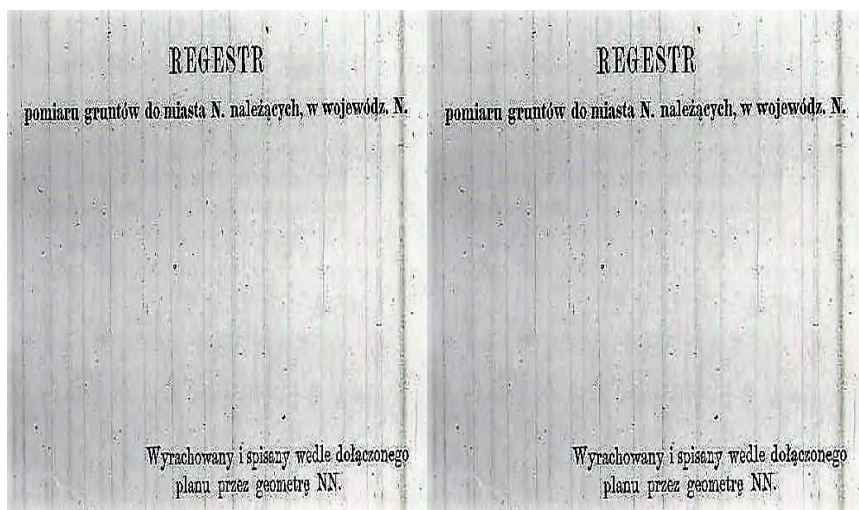 REGESTR
pomiaru gruntów do miasta N. należących, w wojewódz. N.
Wyrachowany i spisany wedle dołączonego
planu przez geometrę NN.
REGESTR
pomiaru gruntów do miasta N. należących, w wojewódz. N.
Wyrachowany i spisany wedle dołączonego
planu przez geometrę NN.